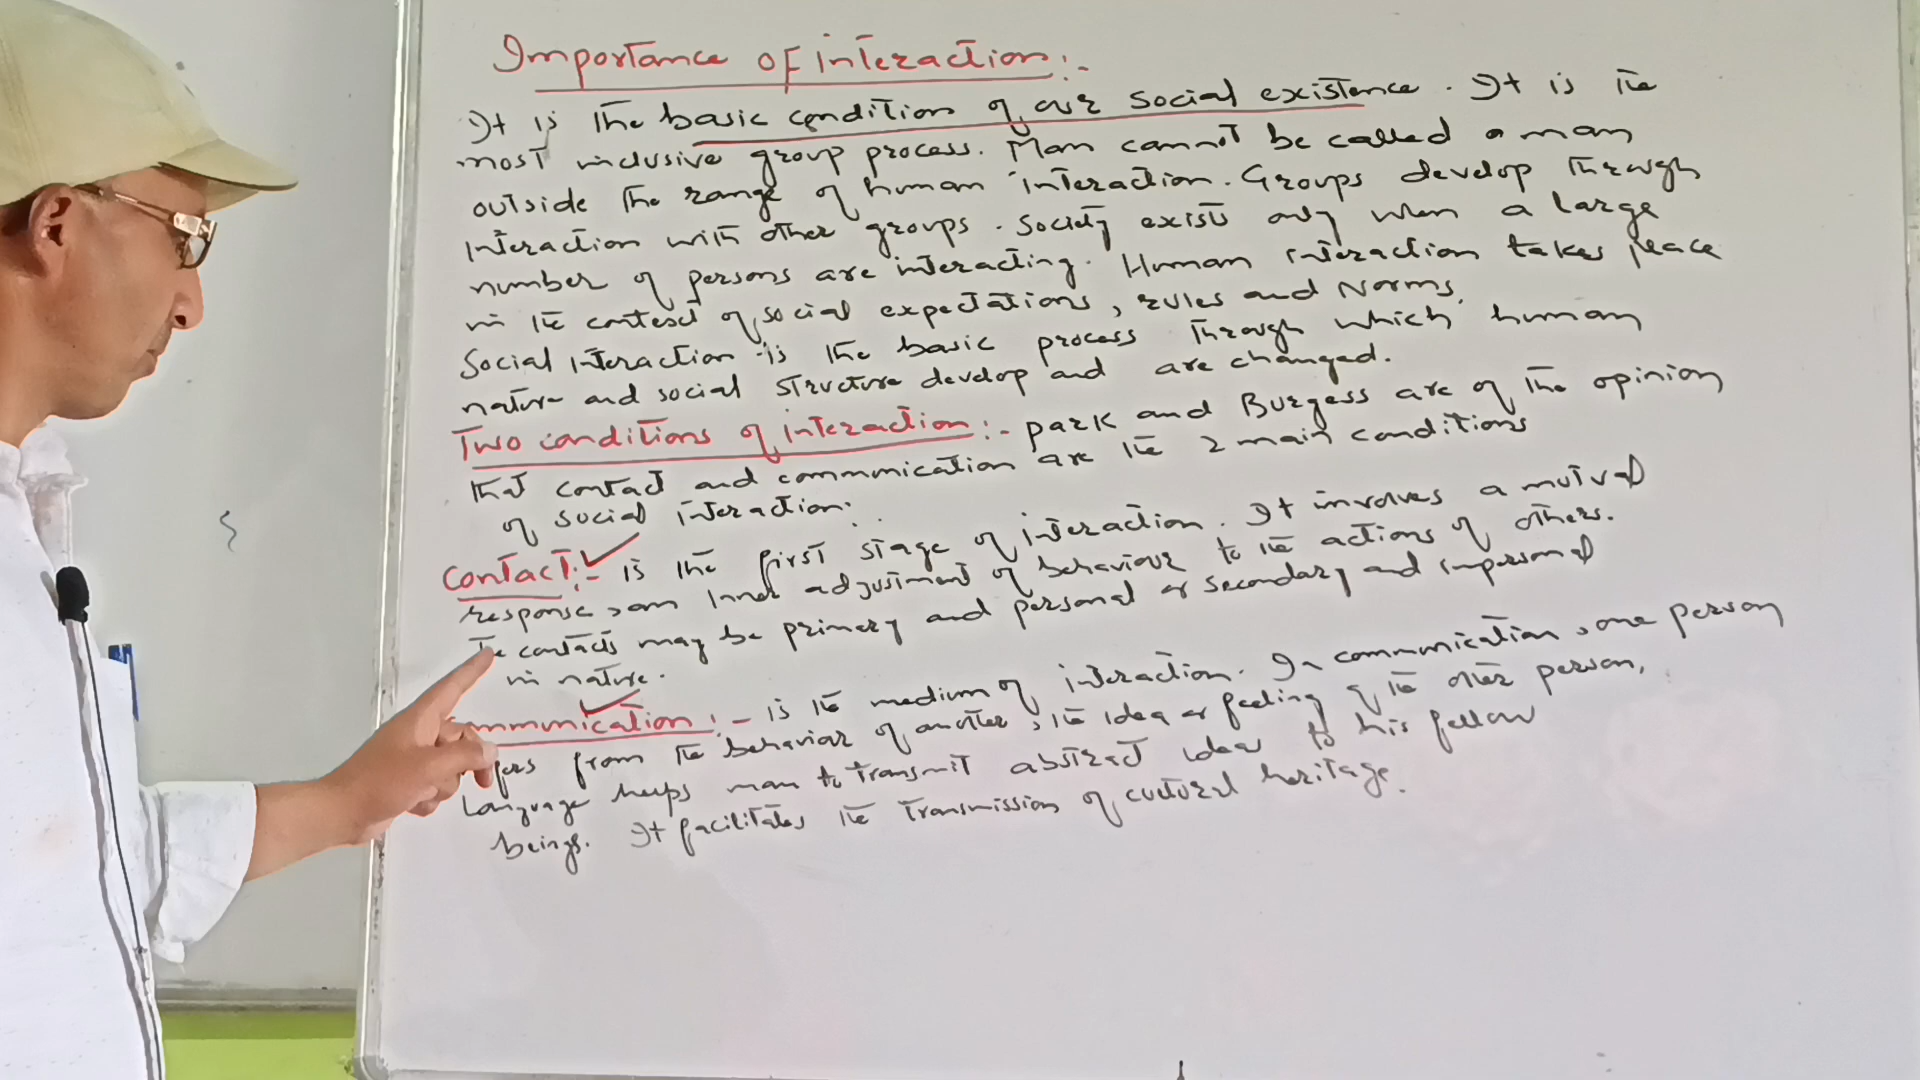 Importance of interaction:-
It is the basic condition of our social existence. It is the
most inclusive group process. Man cannot be called a man
outside the range of human interaction. Groups develop through
interaction with other groups. Society exists only when a large
number of persons are interacting. Human interaction takes peace
in the context of social expectations, rules and Norms.
Social interaction is the basic process through which human
nature and social structure develop and are changed.
Two conditions of interaction:- park and Burgess are of the opinion
that contact and communication are the 2 main conditions
of social interaction.
Contact:- is the first stage of interaction. It involves a mutual
response, an Inner adjustment of behaviour to the actions of others.
The contacts may be primary and personal or secondary and impersonal
in nature.
mmunication:- is the medium of interaction. In communication, one person
fers from the behavior of another, the idea or feeling of the other person,
Language helps man to transmit abstract idea to his fellow
beings. It facilitates the transmission of cultural heritage.